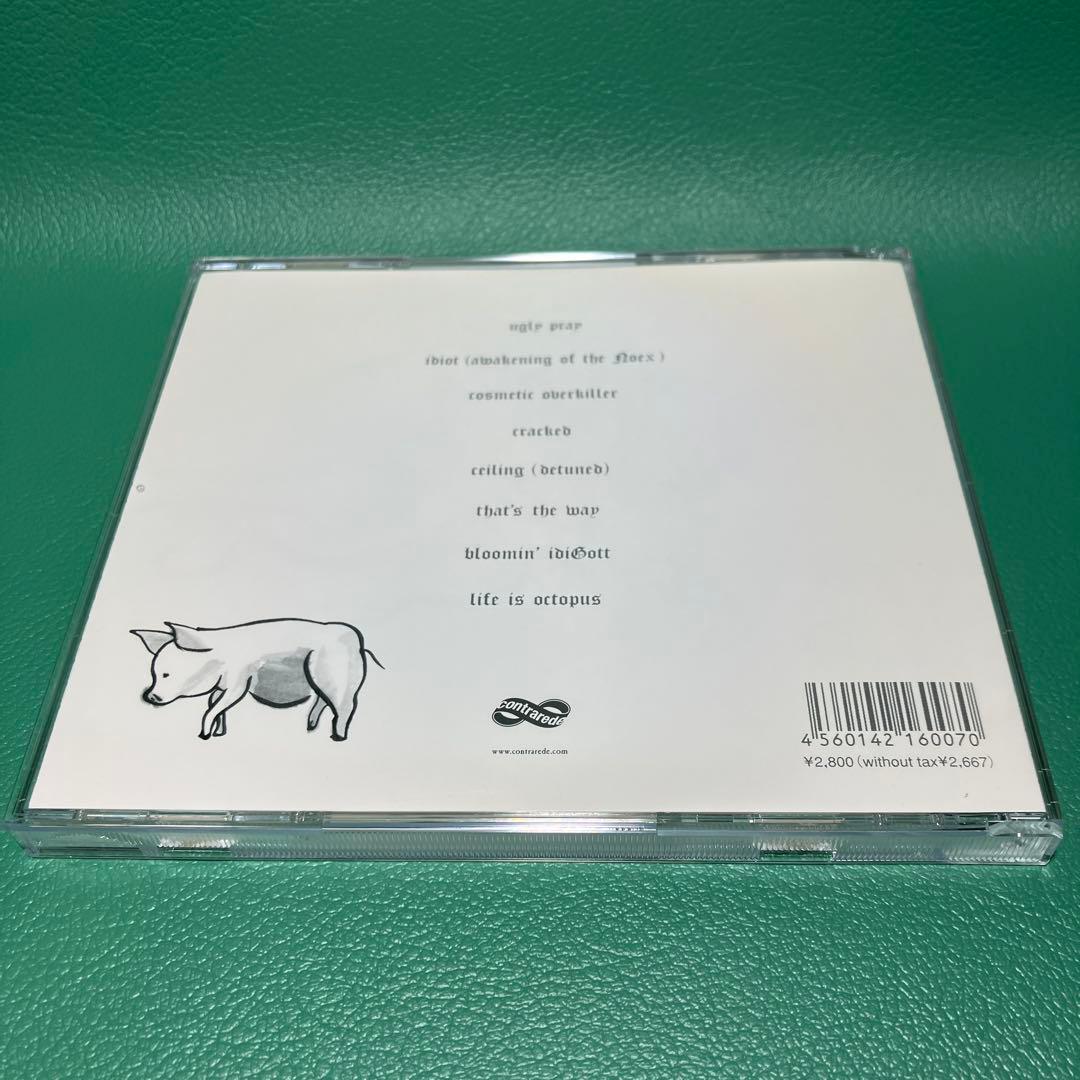 ugly pray
idiot (awakening of the Noex)
cosmetic overkiller
cracked
ceiling (detuned)
that's the way
bloomin' idiGott
life is octopus
contrarede
www.contrarede.com
4 560142 160070
¥2,800 (without tax¥2,667)